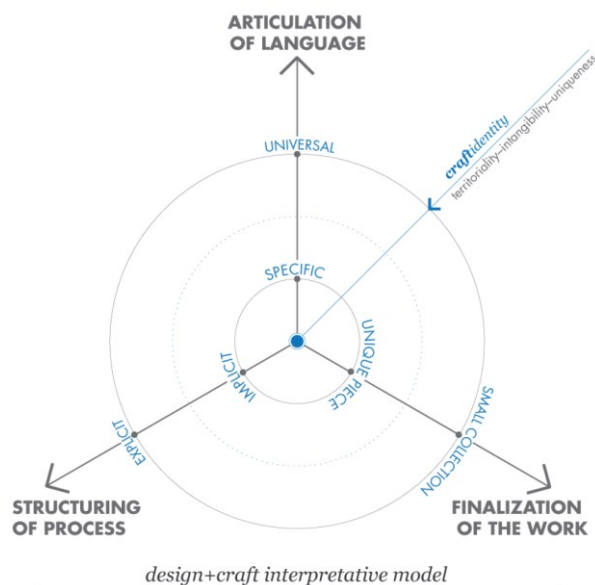 ARTICULATION
OF LANGUAGE
craftidentity
territoriality–intangibility–uniqueness
UNIVERSAL
SPECIFIC
IMPLICIT
UNIQUE PIECE
EXPLICIT
SMALL COLLECTION
STRUCTURING
OF PROCESS
FINALIZATION
OF THE WORK
design+craft interpretative model